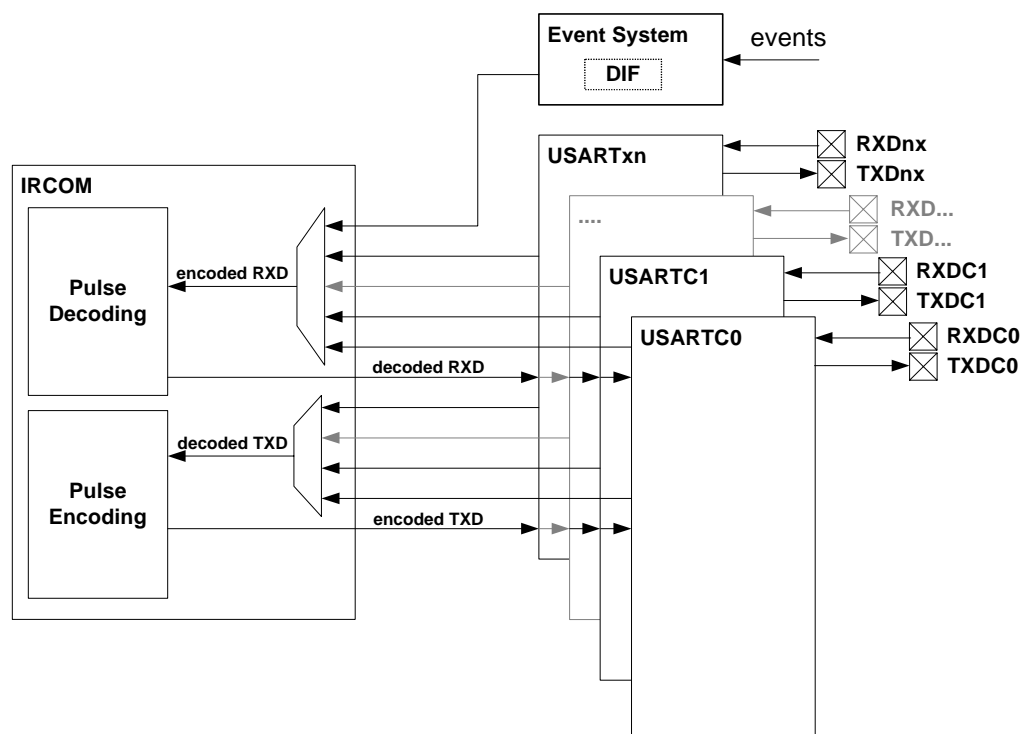 Event System
events
DIF
USARTxn
RXDnx
TXDnx
IRCOM
....
RXD...
TXD...
encoded RXD
Pulse
Decoding
USARTC1
RXDC1
TXDC1
USARTC0
RXDC0
TXDC0
decoded RXD
decoded TXD
Pulse
Encoding
encoded TXD